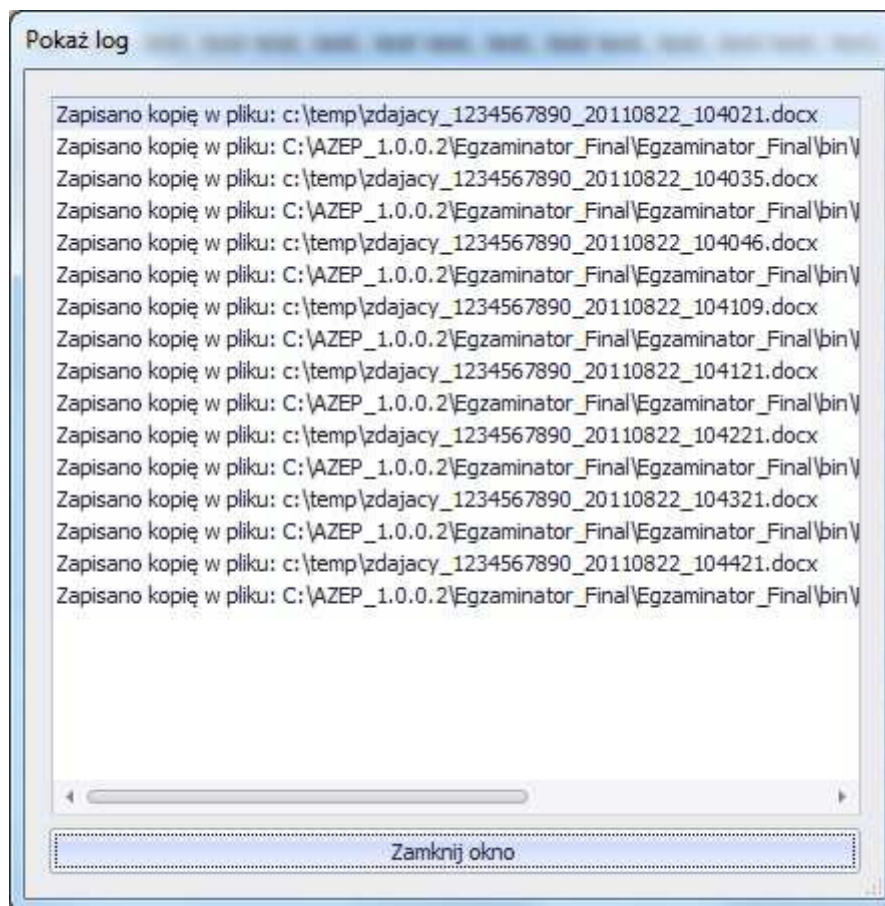 Pokaż log
Zapisano kopię w pliku: c:\temp\zdajacy_1234567890_20110822_104021.docx
Zapisano kopię w pliku: C:\AZEP_1.0.0.2\Egzaminator_Final\Egzaminator_Final\bin\
Zapisano kopię w pliku: c:\temp\zdajacy_1234567890_20110822_104035.docx
Zapisano kopię w pliku: C:\AZEP_1.0.0.2\Egzaminator_Final\Egzaminator_Final\bin\
Zapisano kopię w pliku: c:\temp\zdajacy_1234567890_20110822_104046.docx
Zapisano kopię w pliku: C:\AZEP_1.0.0.2\Egzaminator_Final\Egzaminator_Final\bin\
Zapisano kopię w pliku: c:\temp\zdajacy_1234567890_20110822_104109.docx
Zapisano kopię w pliku: C:\AZEP_1.0.0.2\Egzaminator_Final\Egzaminator_Final\bin\
Zapisano kopię w pliku: c:\temp\zdajacy_1234567890_20110822_104121.docx
Zapisano kopię w pliku: C:\AZEP_1.0.0.2\Egzaminator_Final\Egzaminator_Final\bin\
Zapisano kopię w pliku: c:\temp\zdajacy_1234567890_20110822_104221.docx
Zapisano kopię w pliku: C:\AZEP_1.0.0.2\Egzaminator_Final\Egzaminator_Final\bin\
Zapisano kopię w pliku: c:\temp\zdajacy_1234567890_20110822_104321.docx
Zapisano kopię w pliku: C:\AZEP_1.0.0.2\Egzaminator_Final\Egzaminator_Final\bin\
Zapisano kopię w pliku: c:\temp\zdajacy_1234567890_20110822_104421.docx
Zapisano kopię w pliku: C:\AZEP_1.0.0.2\Egzaminator_Final\Egzaminator_Final\bin\
Zamknij okno